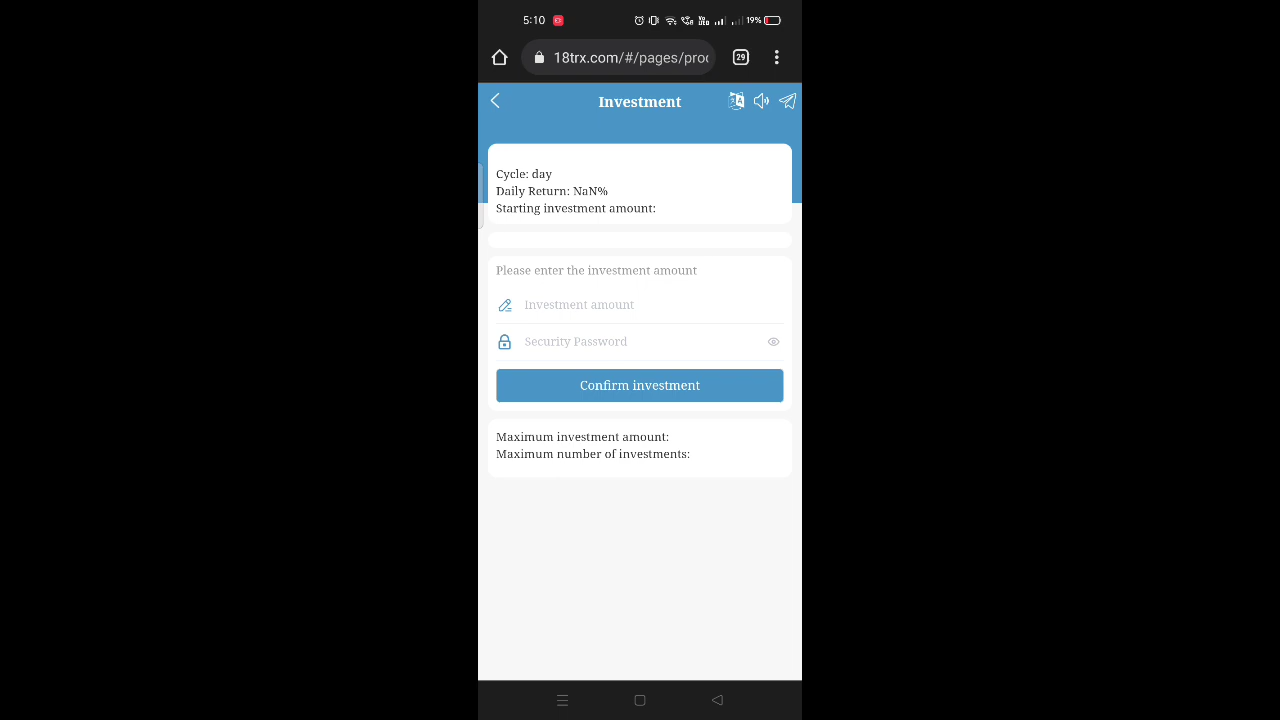 5:10
19%
18trx.com/#/pages/proc
29
Investment
Cycle: day
Daily Return: NaN%
Starting investment amount:
Please enter the investment amount
Investment amount
Security Password
Confirm investment
Maximum investment amount:
Maximum number of investments: